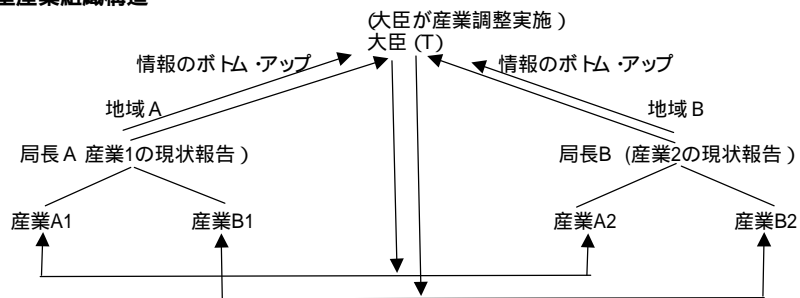 産業組織構造
(大臣が産業調整実施)
大臣 (T)
情報のボトム・アップ 情報のボトム・アップ
地域A 地域B
局長A 産業1の現状報告) 局長B (産業2の現状報告)
産業A1 産業B1 産業A2 産業B2